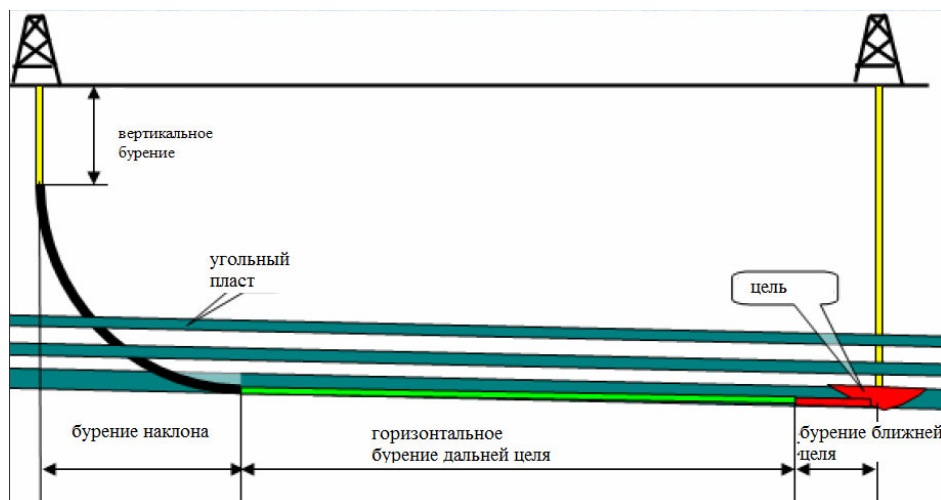 вертикальное
бурение
угольный
пласт
цель
бурение наклона
горизонтальное
бурение дальней целя
бурение ближней
целя